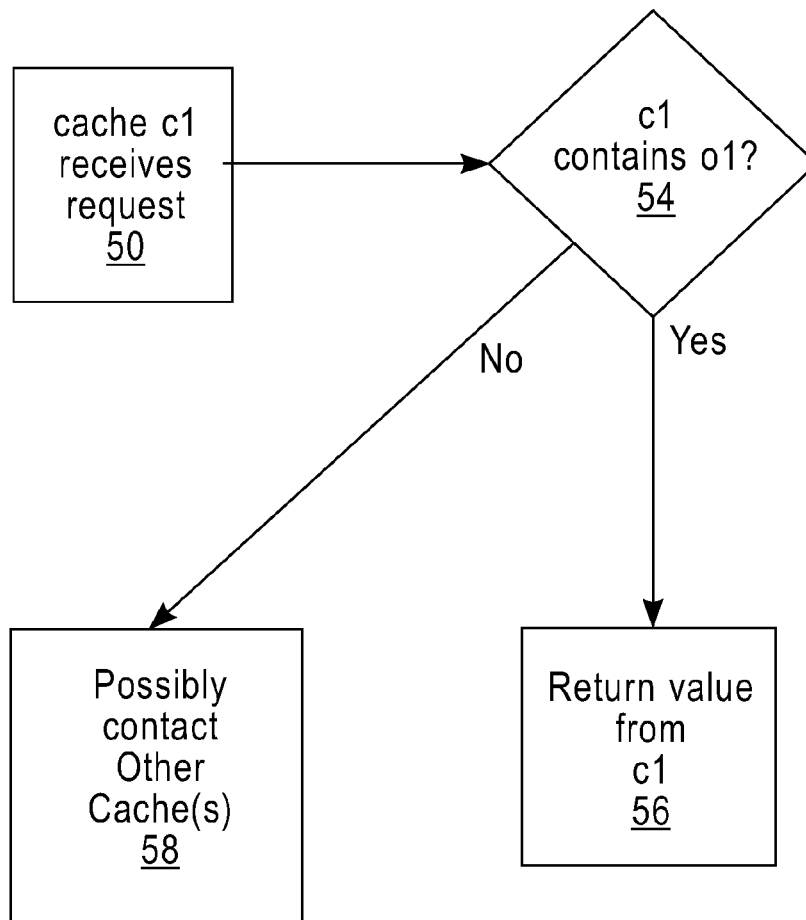 cache c1
receives
request
50
c1
contains o1?
54
No
Yes
Possibly
contact
Other
Cache(s)
58
Return value
from
c1
56